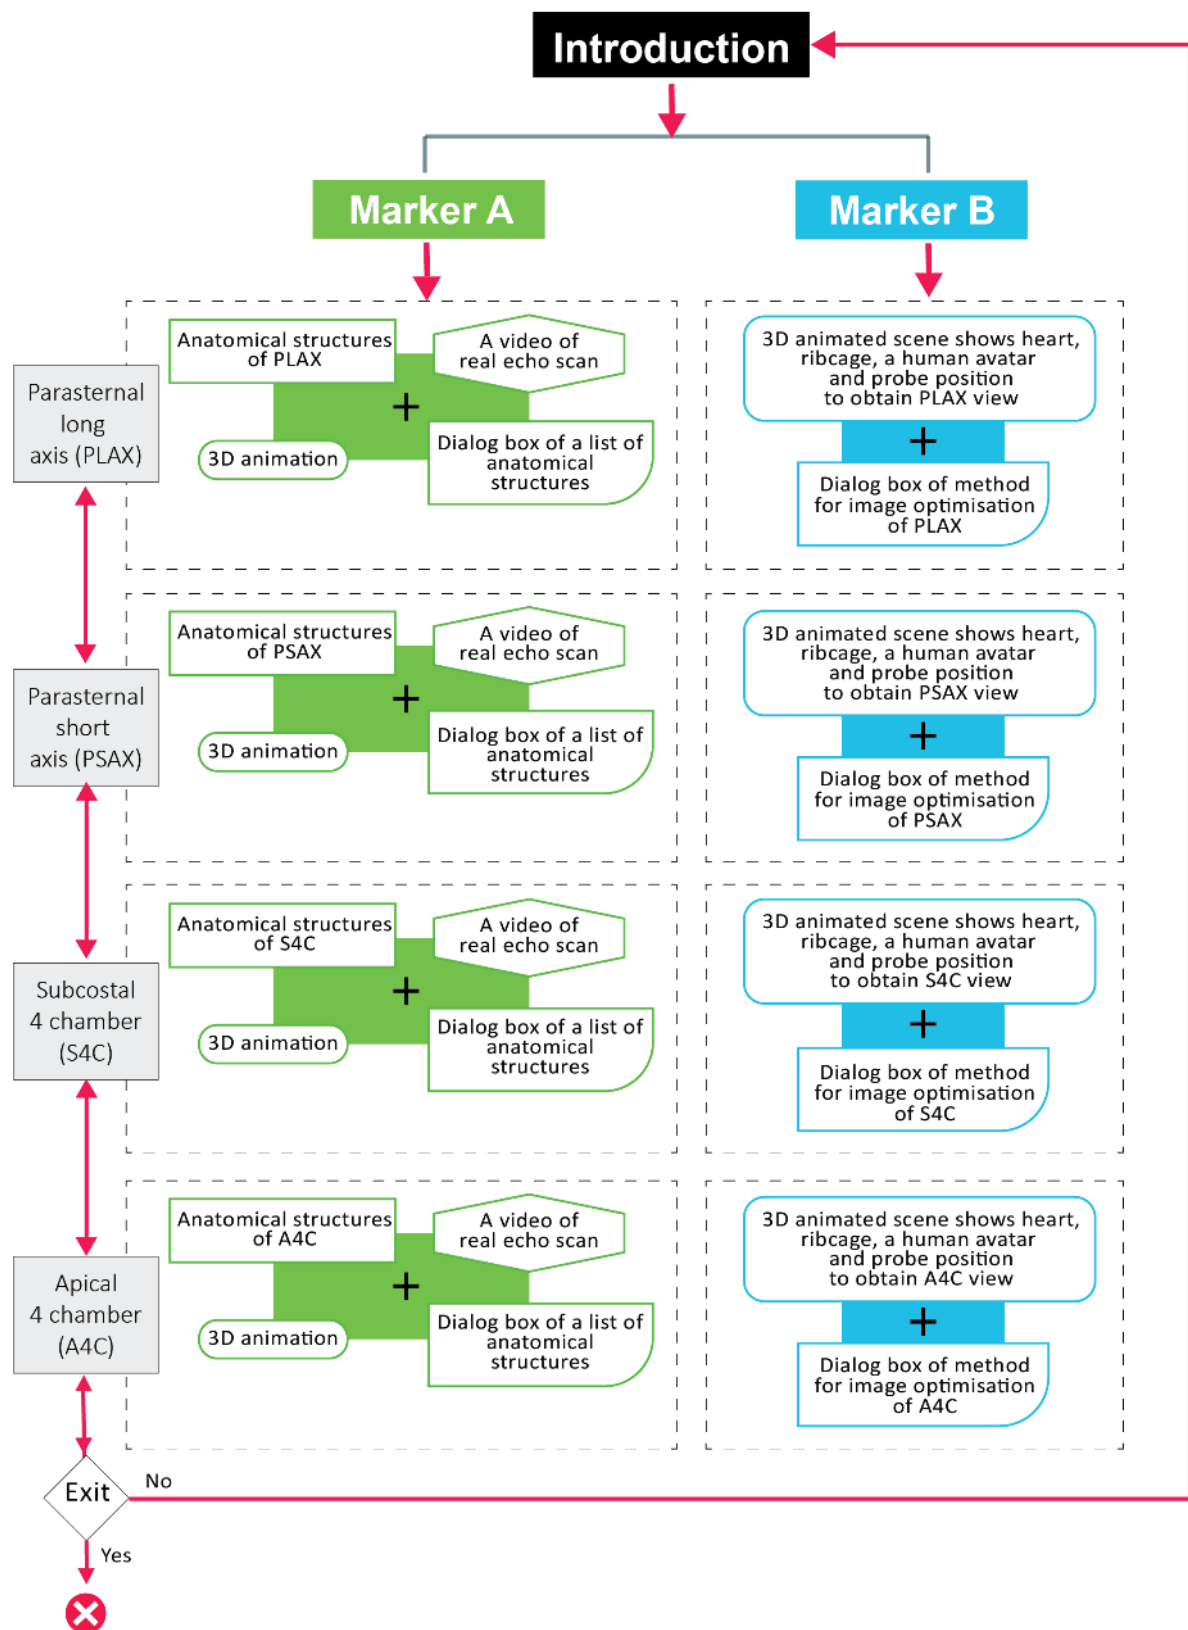 Introduction
Marker A
Marker B
Parasternal
long
axis (PLAX)
Anatomical structures
of PLAX
A video of
real echo scan
+
3D animation
Dialog box of a list of
anatomical
structures
3D animated scene shows heart,
ribcage, a human avatar
and probe position
to obtain PLAX view
+
Dialog box of method
for image optimisation
of PLAX
Parasternal
short
axis (PSAX)
Anatomical structures
of PSAX
A video of
real echo scan
+
3D animation
Dialog box of a list of
anatomical
structures
3D animated scene shows heart,
ribcage, a human avatar
and probe position
to obtain PSAX view
+
Dialog box of method
for image optimisation
of PSAX
Subcostal
4 chamber
(S4C)
Anatomical structures
of S4C
A video of
real echo scan
+
3D animation
Dialog box of a list of
anatomical
structures
3D animated scene shows heart,
ribcage, a human avatar
and probe position
to obtain S4C view
+
Dialog box of method
for image optimisation
of S4C
Apical
4 chamber
(A4C)
Anatomical structures
of A4C
A video of
real echo scan
+
3D animation
Dialog box of a list of
anatomical
structures
3D animated scene shows heart,
ribcage, a human avatar
and probe position
to obtain A4C view
+
Dialog box of method
for image optimisation
of A4C
Exit
No
Yes